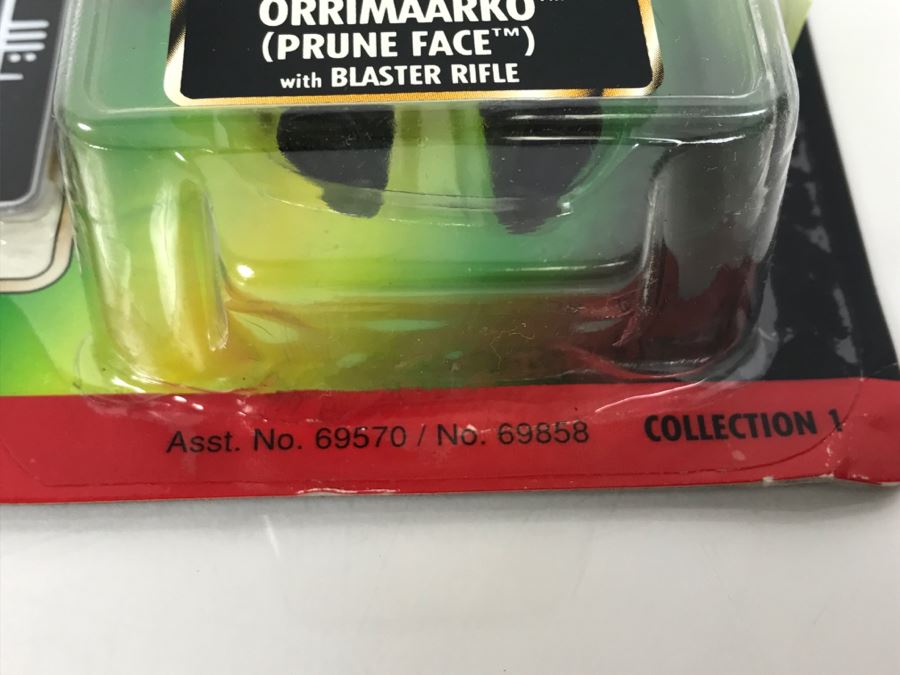 ORRIMAARKO™
(PRUNE FACE™)
with BLASTER RIFLE
Asst. No. 69570 / No. 69858 COLLECTION 1